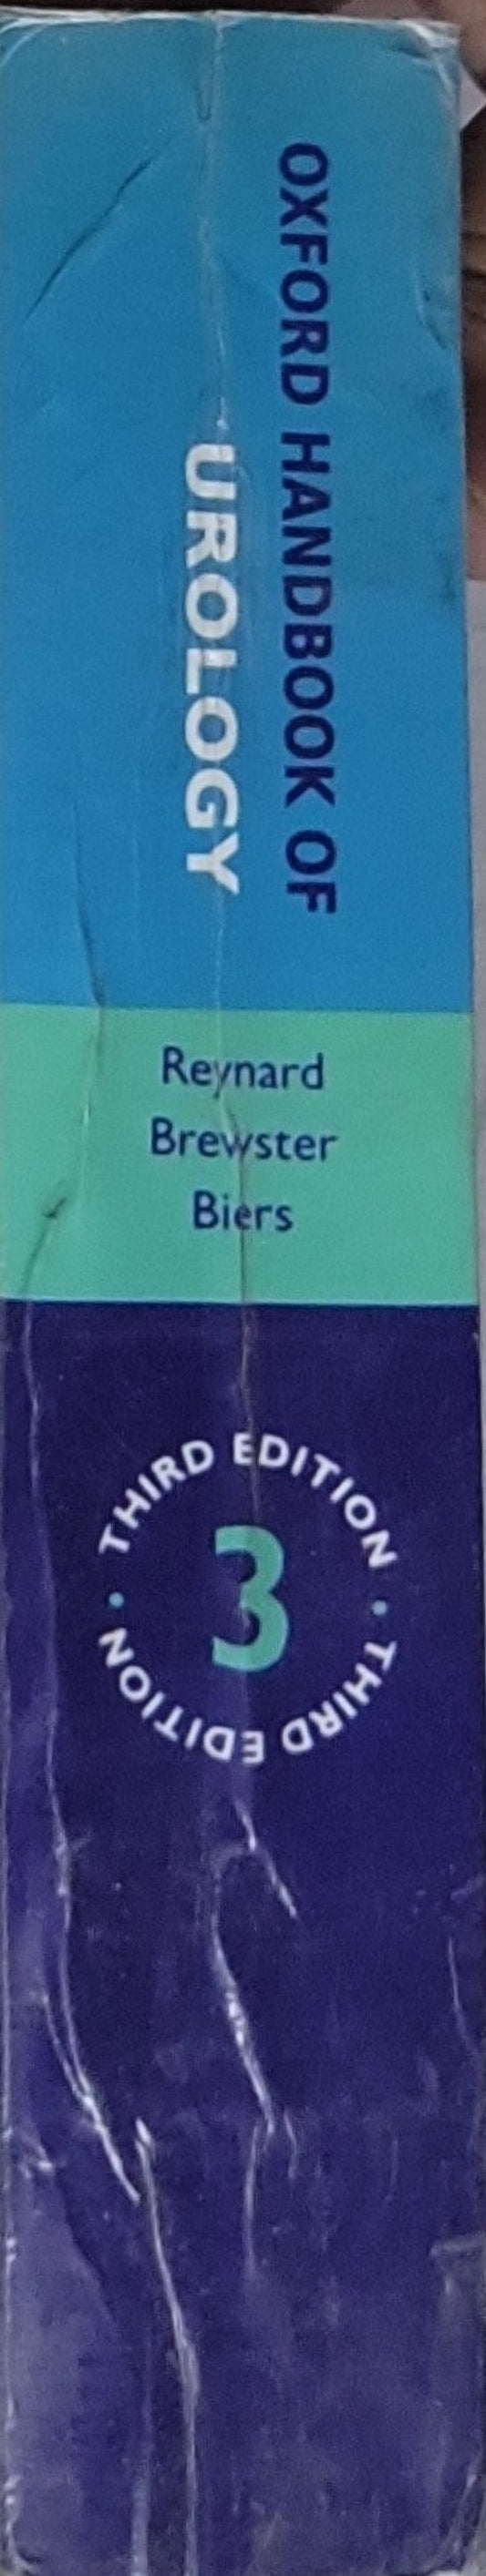 OXFORD HANDBOOK OF
UROLOGY
Reynard
Brewster
Biers
THIRD EDITION • THIRD EDITION •
3